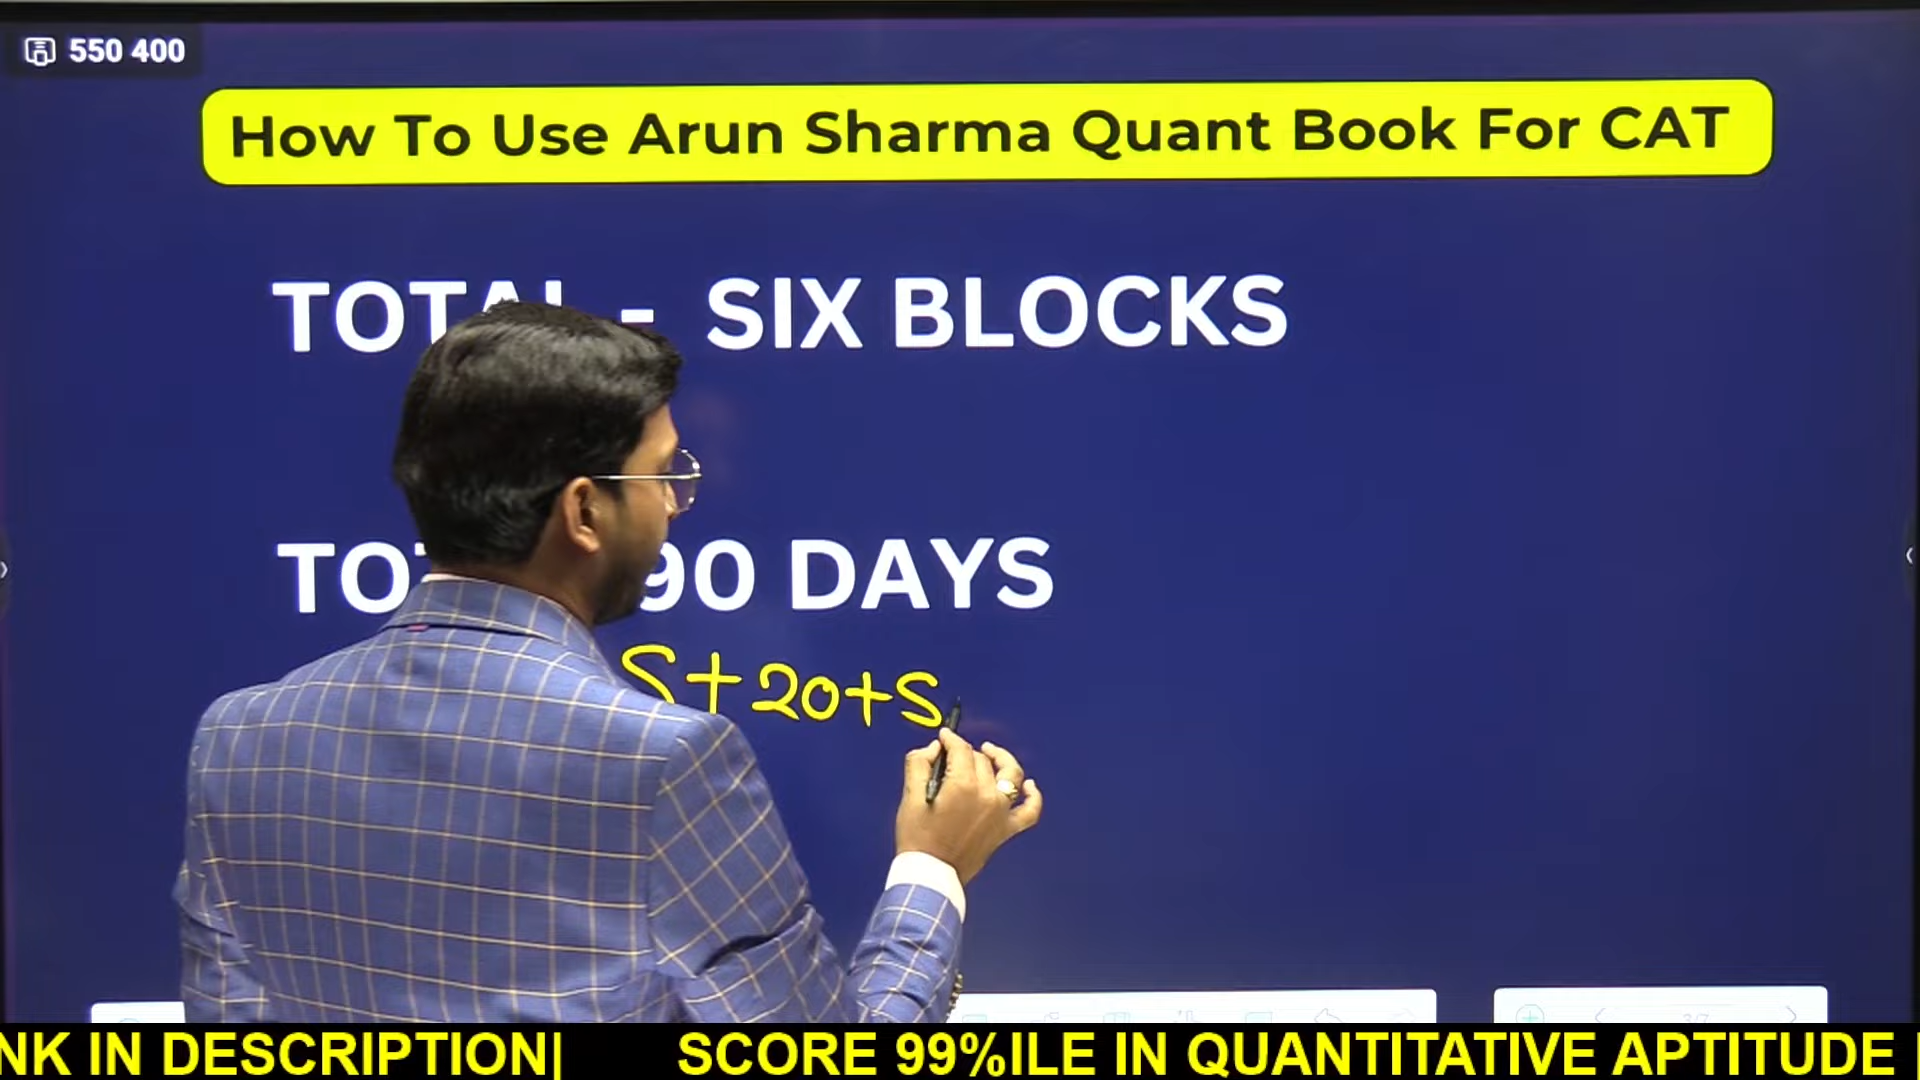 550 400
How To Use Arun Sharma Quant Book For CAT
TOTAL - SIX BLOCKS
90 DAYS
5+20+5
NK IN DESCRIPTION| SCORE 99%ILE IN QUANTITATIVE APTITUDE |